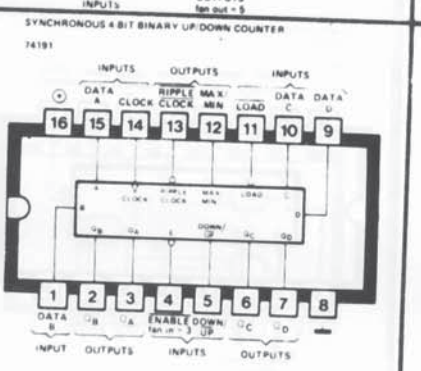 INPUTS
fan out = 5
SYNCHRONOUS 4 BIT BINARY UP/DOWN COUNTER
74191
INPUTS OUTPUTS INPUTS
DATA A CLOCK RIPPLE CLOCK MAX/ MIN LOAD DATA C DATA D
16 15 14 13 12 11 10 9
A CLOCK RIPPLE CLOCK MAX MIN LOAD C
B D
QB QA E DOWN/ UP QC QD
1 2 3 4 5 6 7 8
DATA B QB QA ENABLE fan in = 3 DOWN/ UP QC QD
INPUT OUTPUTS INPUTS OUTPUTS